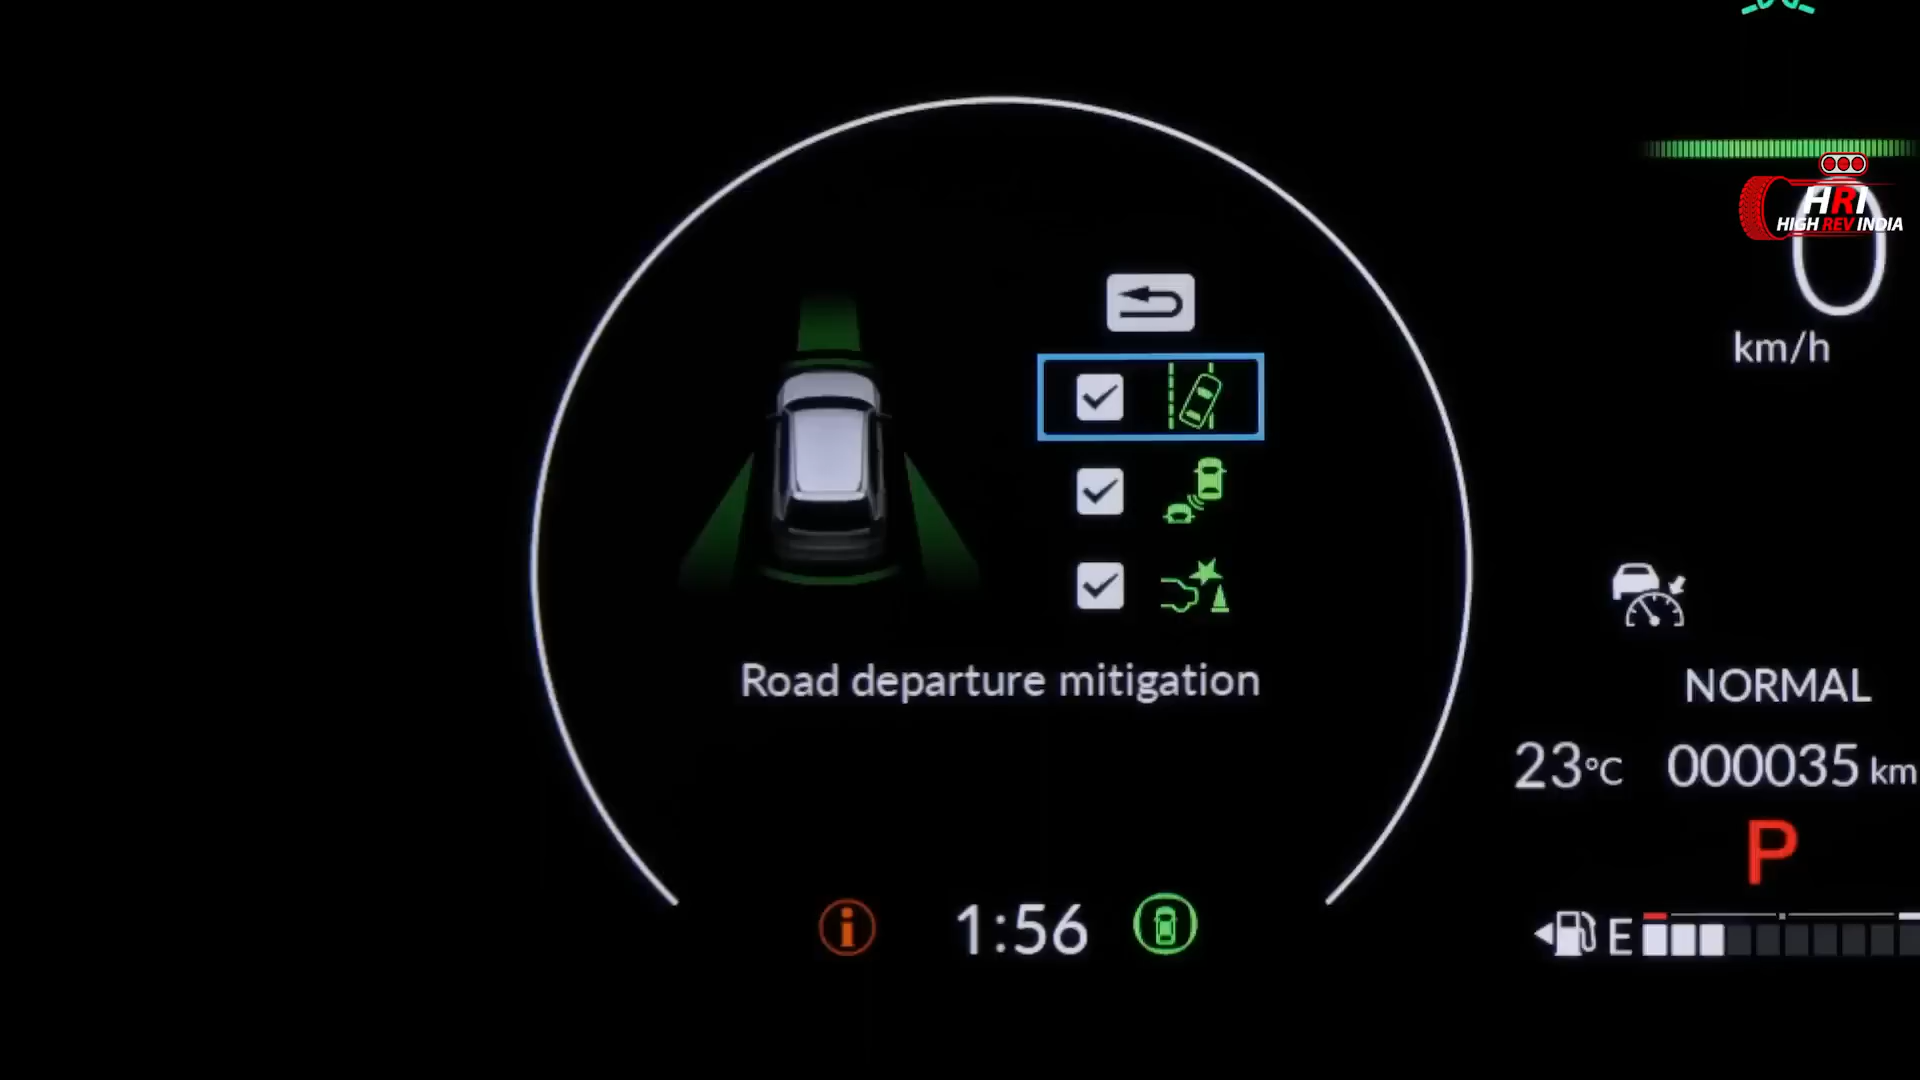 HRI
HIGH REV INDIA
0
km/h
Road departure mitigation
NORMAL
23°C 000035 km
P
i 1:56
E